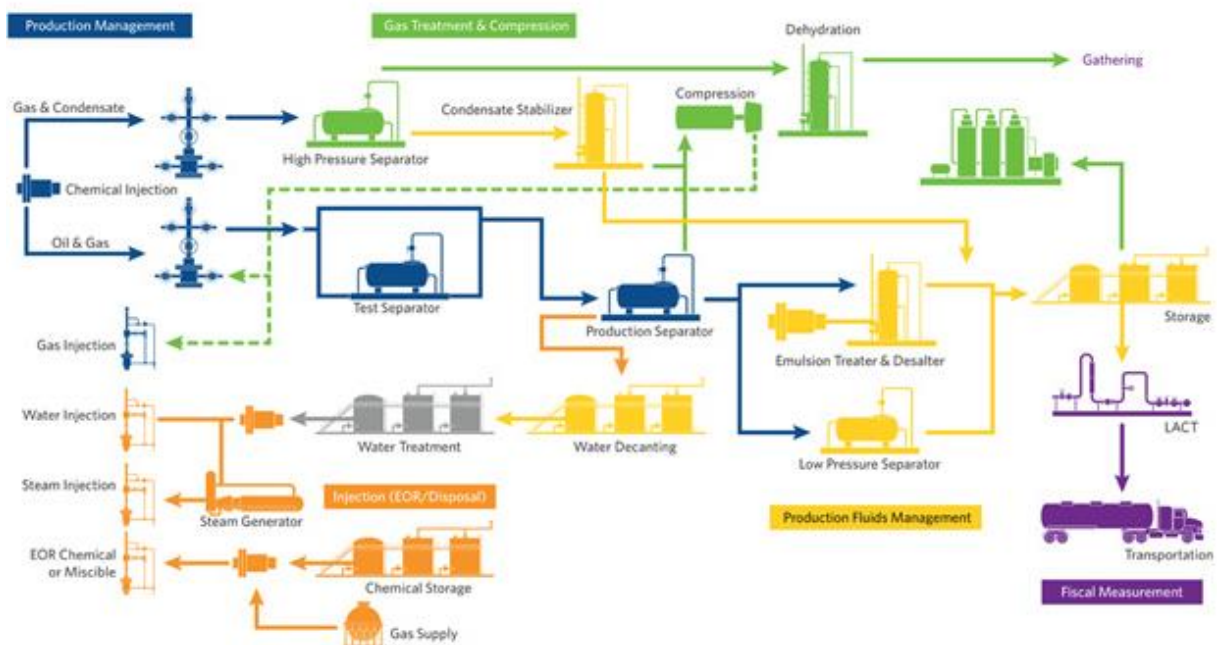 Production Management
Gas Treatment & Compression
Dehydration
Gathering
Gas & Condensate
Condensate Stabilizer
Compression
High Pressure Separator
Chemical Injection
Oil & Gas
Test Separator
Production Separator
Storage
Gas Injection
Emulsion Treater & Desalter
Water Injection
Water Treatment
Water Decanting
LACT
Low Pressure Separator
Steam Injection
Injection (EOR/Disposal)
Steam Generator
Production Fluids Management
EOR Chemical
or Miscible
Transportation
Chemical Storage
Fiscal Measurement
Gas Supply